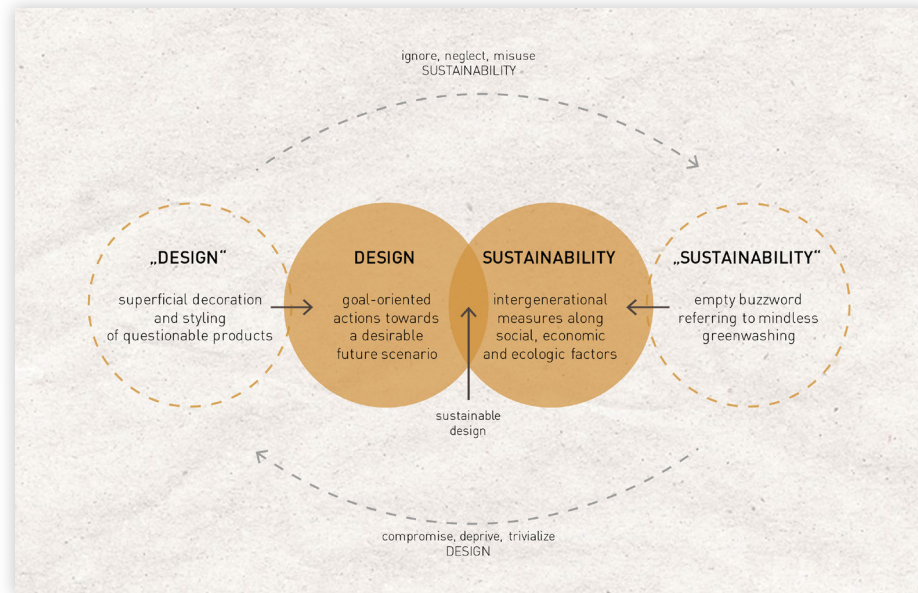 ignore, neglect, misuse
SUSTAINABILITY
„DESIGN“
superficial decoration
and styling
of questionable products
DESIGN
goal-oriented
actions towards
a desirable
future scenario
SUSTAINABILITY
intergenerational
measures along
social, economic
and ecologic factors
„SUSTAINABILITY“
empty buzzword
referring to mindless
greenwashing
sustainable
design
compromise, deprive, trivialize
DESIGN